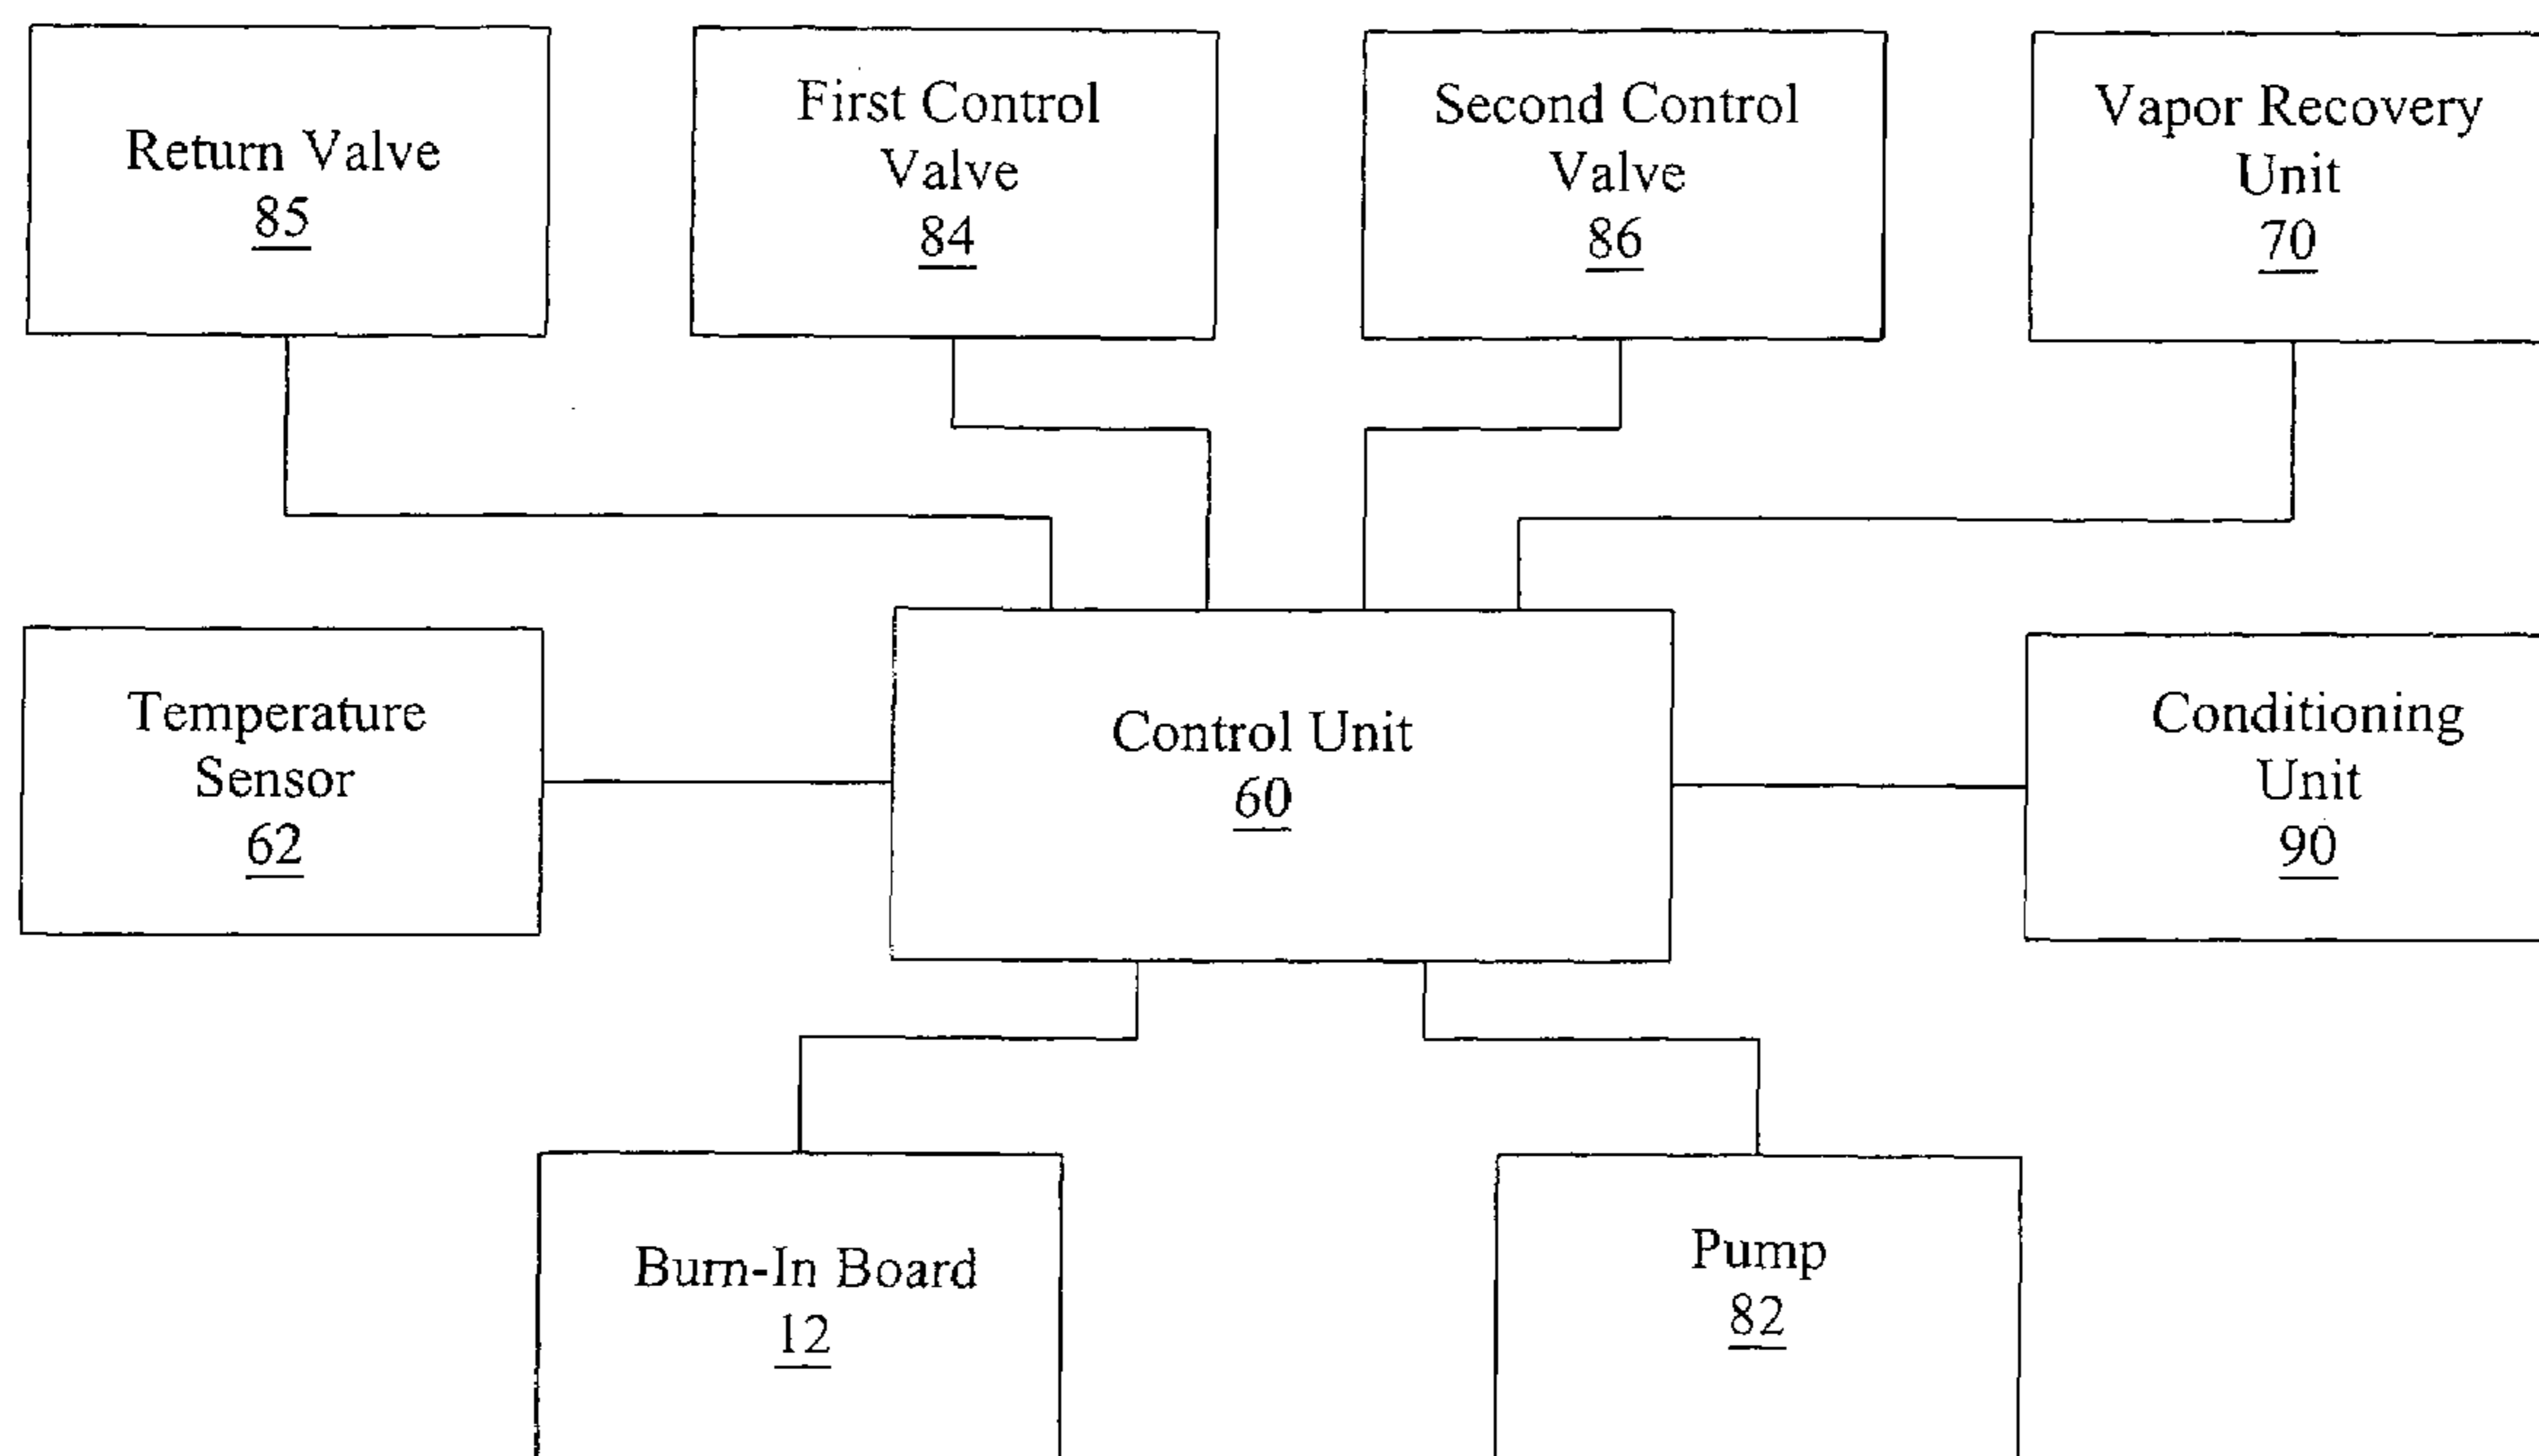 Return Valve
85
First Control
Valve
84
Second Control
Valve
86
Vapor Recovery
Unit
70
Temperature
Sensor
62
Control Unit
60
Conditioning
Unit
90
Burn-In Board
12
Pump
82